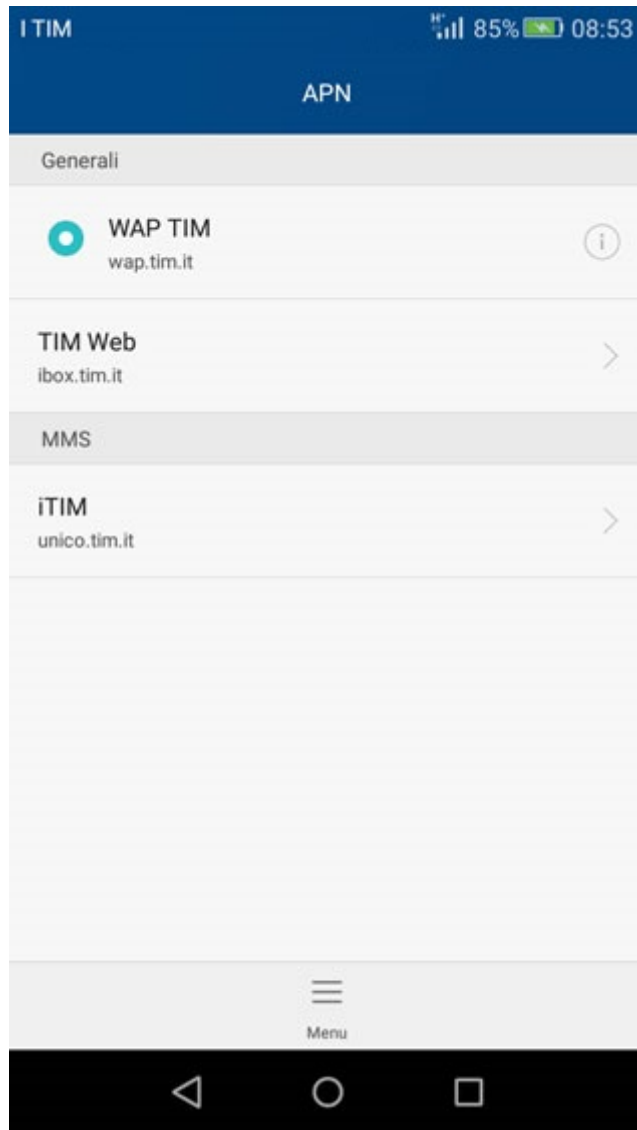 I TIM 85% 08:53
APN
Generali
WAP TIM
wap.tim.it
TIM Web
ibox.tim.it
MMS
iTIM
unico.tim.it
Menu